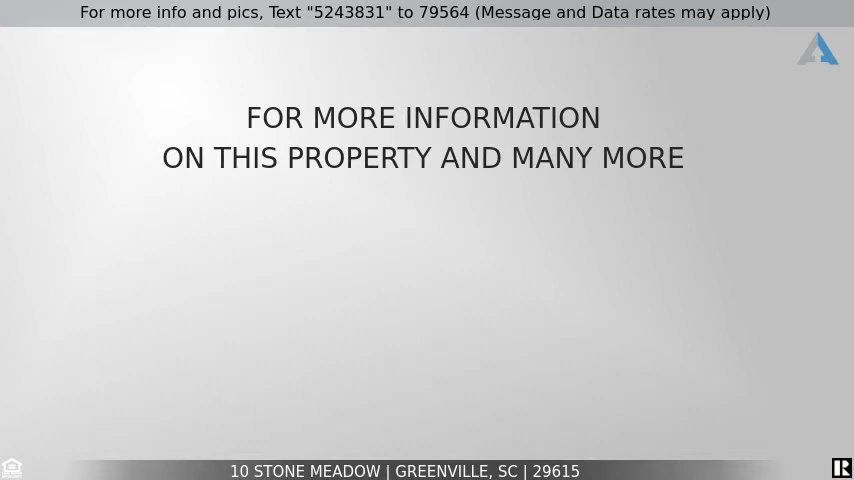 For more info and pics, Text "5243831" to 79564 (Message and Data rates may apply)
FOR MORE INFORMATION
ON THIS PROPERTY AND MANY MORE
10 STONE MEADOW | GREENVILLE, SC | 29615